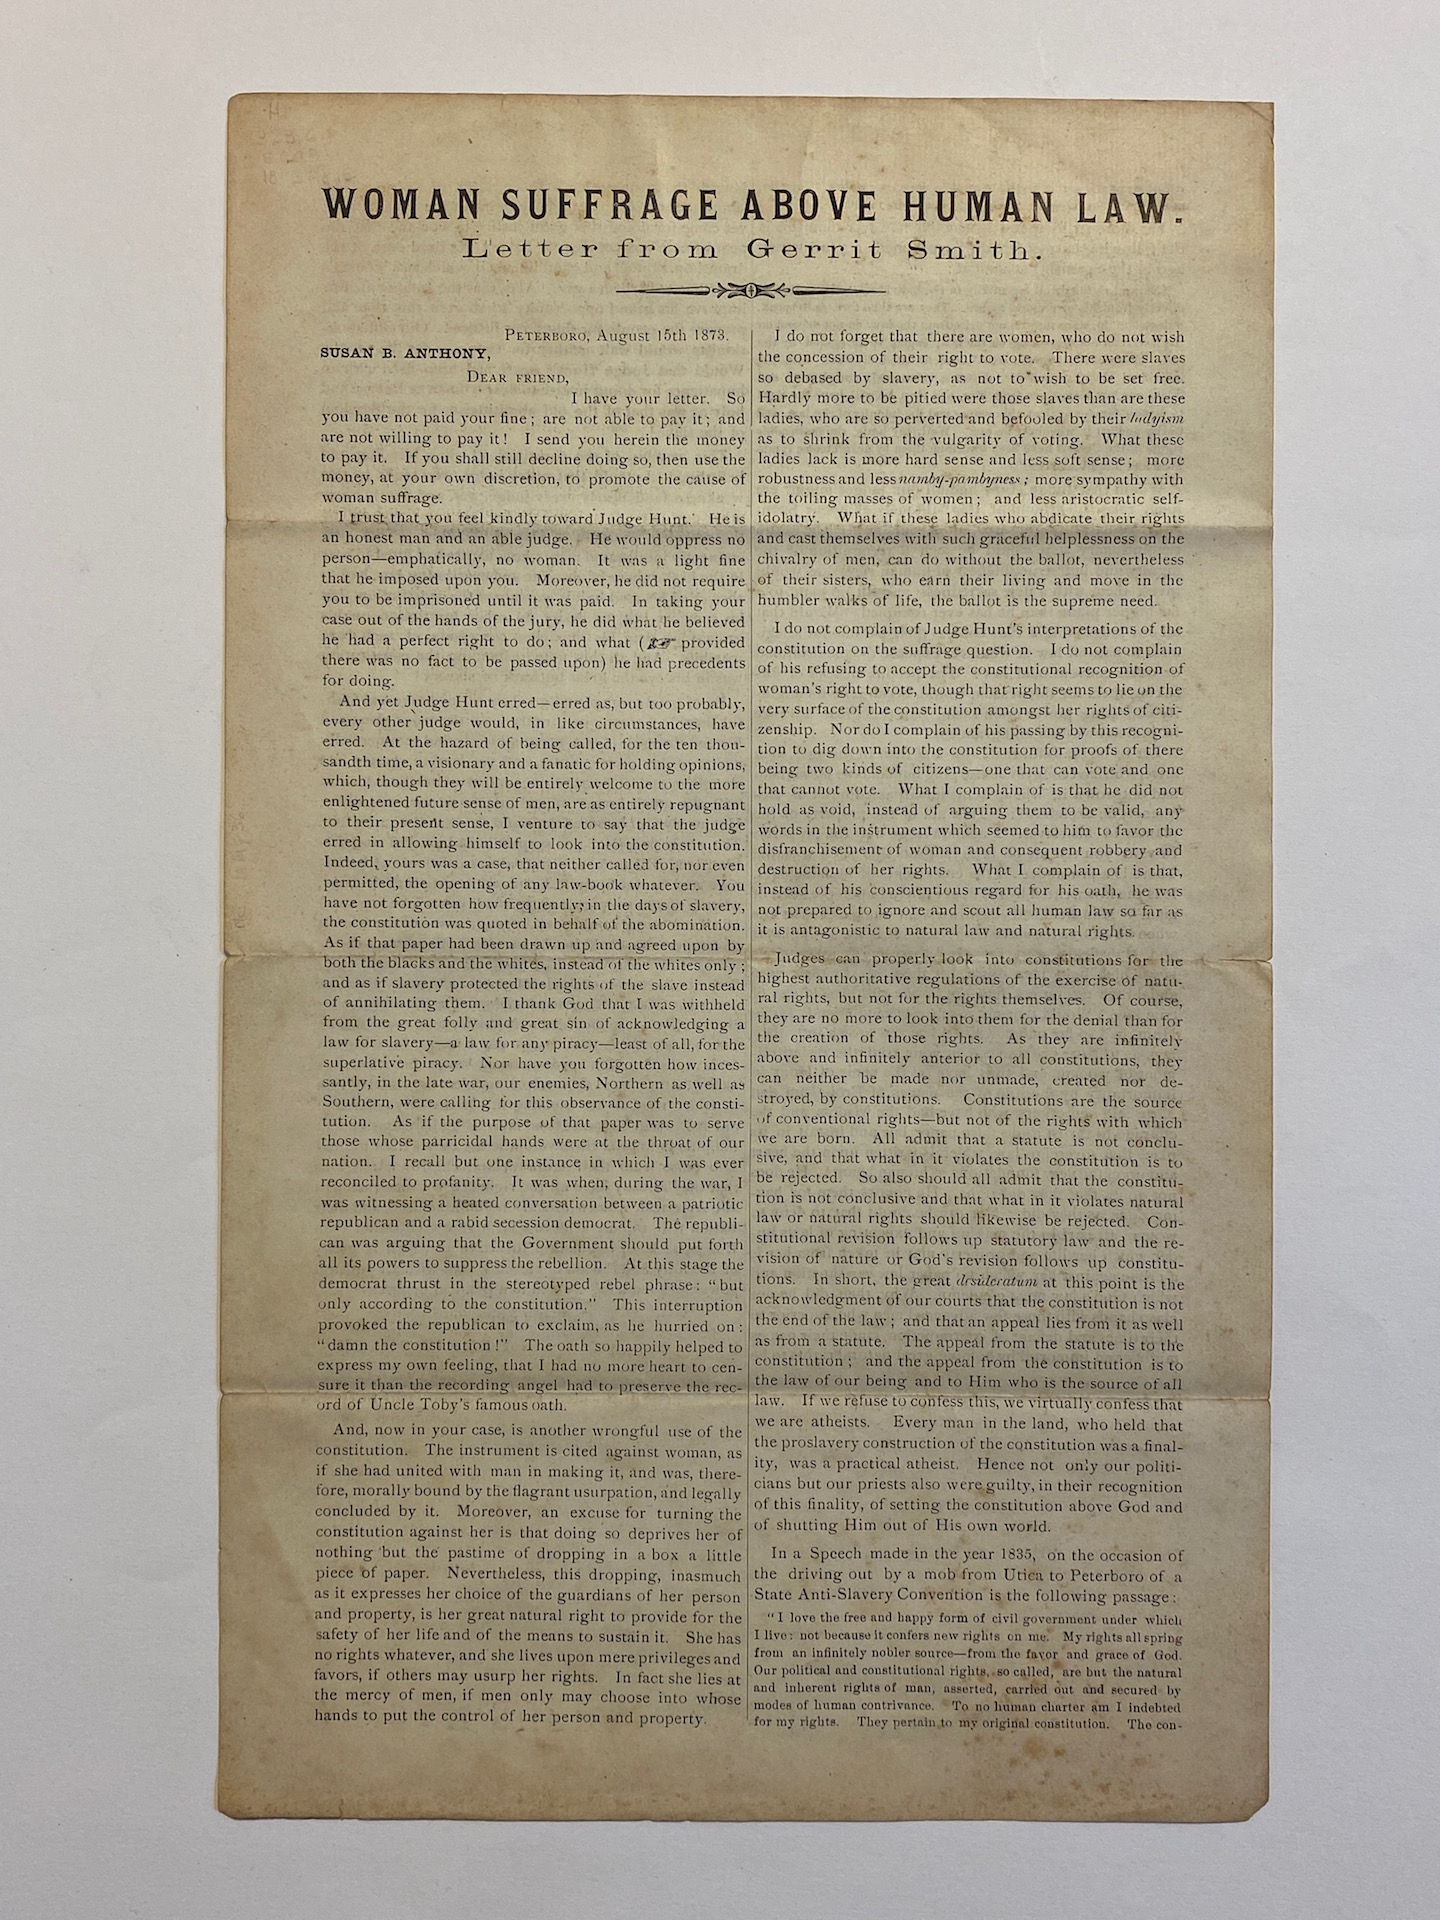 WOMAN SUFFRAGE ABOVE HUMAN LAW.
Letter from Gerrit Smith.
PETERBORO, August 15th 1873.
SUSAN B. ANTHONY,
DEAR FRIEND,
I have your letter. So
you have not paid your fine; are not able to pay it; and
are not willing to pay it! I send you herein the money
to pay it. If you shall still decline doing so, then use the
money, at your own discretion, to promote the cause of
woman suffrage.
I trust that you feel kindly toward Judge Hunt. He is
an honest man and an able judge. He would oppress no
person—emphatically, no woman. It was a light fine
that he imposed upon you. Moreover, he did not require
you to be imprisoned until it was paid. In taking your
case out of the hands of the jury, he did what he believed
he had a perfect right to do; and what (☞ provided
there was no fact to be passed upon) he had precedents
for doing.
And yet Judge Hunt erred—erred as, but too probably,
every other judge would, in like circumstances, have
erred. At the hazard of being called, for the ten thou-
sandth time, a visionary and a fanatic for holding opinions,
which, though they will be entirely welcome to the more
enlightened future sense of men, are as entirely repugnant
to their present sense, I venture to say that the judge
erred in allowing himself to look into the constitution.
Indeed, yours was a case, that neither called for, nor even
permitted, the opening of any law-book whatever. You
have not forgotten how frequently, in the days of slavery,
the constitution was quoted in behalf of the abomination.
As if that paper had been drawn up and agreed upon by
both the blacks and the whites, instead of the whites only;
and as if slavery protected the rights of the slave instead
of annihilating them. I thank God that I was withheld
from the great folly and great sin of acknowledging a
law for slavery—a law for any piracy—least of all, for the
superlative piracy. Nor have you forgotten how inces-
santly, in the late war, our enemies, Northern as well as
Southern, were calling for this observance of the consti-
tution. As if the purpose of that paper was to serve
those whose parricidal hands were at the throat of our
nation. I recall but one instance in which I was ever
reconciled to profanity. It was when, during the war, I
was witnessing a heated conversation between a patriotic
republican and a rabid secession democrat. The republi-
can was arguing that the Government should put forth
all its powers to suppress the rebellion. At this stage the
democrat thrust in the stereotyped rebel phrase: "but
only according to the constitution." This interruption
provoked the republican to exclaim, as he hurried on:
"damn the constitution!" The oath so happily helped to
express my own feeling, that I had no more heart to cen-
sure it than the recording angel had to preserve the rec-
ord of Uncle Toby's famous oath.
And, now in your case, is another wrongful use of the
constitution. The instrument is cited against woman, as
if she had united with man in making it, and was, there-
fore, morally bound by the flagrant usurpation, and legally
concluded by it. Moreover, an excuse for turning the
constitution against her is that doing so deprives her of
nothing but the pastime of dropping in a box a little
piece of paper. Nevertheless, this dropping, inasmuch
as it expresses her choice of the guardians of her person
and property, is her great natural right to provide for the
safety of her life and of the means to sustain it. She has
no rights whatever, and she lives upon mere privileges and
favors, if others may usurp her rights. In fact she lies at
the mercy of men, if men only may choose into whose
hands to put the control of her person and property.
I do not forget that there are women, who do not wish
the concession of their right to vote. There were slaves
so debased by slavery, as not to wish to be set free.
Hardly more to be pitied were those slaves than are these
ladies, who are so perverted and befooled by their ladyism
as to shrink from the vulgarity of voting. What these
ladies lack is more hard sense and less soft sense; more
robustness and less namby-pambyness; more sympathy with
the toiling masses of women; and less aristocratic self-
idolatry. What if these ladies who abdicate their rights
and cast themselves with such graceful helplessness on the
chivalry of men, can do without the ballot, nevertheless
of their sisters, who earn their living and move in the
humbler walks of life, the ballot is the supreme need.
I do not complain of Judge Hunt's interpretations of the
constitution on the suffrage question. I do not complain
of his refusing to accept the constitutional recognition of
woman's right to vote, though that right seems to lie on the
very surface of the constitution amongst her rights of citi-
zenship. Nor do I complain of his passing by this recogni-
tion to dig down into the constitution for proofs of there
being two kinds of citizens—one that can vote and one
that cannot vote. What I complain of is that he did not
hold as void, instead of arguing them to be valid, any
words in the instrument which seemed to him to favor the
disfranchisement of woman and consequent robbery and
destruction of her rights. What I complain of is that,
instead of his conscientious regard for his oath, he was
not prepared to ignore and scout all human law so far as
it is antagonistic to natural law and natural rights.
Judges can properly look into constitutions for the
highest authoritative regulations of the exercise of natu-
ral rights, but not for the rights themselves. Of course,
they are no more to look into them for the denial than for
the creation of those rights. As they are infinitely
above and infinitely anterior to all constitutions, they
can neither be made nor unmade, created nor de-
stroyed, by constitutions. Constitutions are the source
of conventional rights—but not of the rights with which
we are born. All admit that a statute is not conclu-
sive, and that what in it violates the constitution is to
be rejected. So also should all admit that the constitu-
tion is not conclusive and that what in it violates natural
law or natural rights should likewise be rejected. Con-
stitutional revision follows up statutory law and the re-
vision of nature or God's revision follows up constitu-
tions. In short, the great desideratum at this point is the
acknowledgment of our courts that the constitution is not
the end of the law; and that an appeal lies from it as well
as from a statute. The appeal from the statute is to the
constitution; and the appeal from the constitution is to
the law of our being and to Him who is the source of all
law. If we refuse to confess this, we virtually confess that
we are atheists. Every man in the land, who held that
the proslavery construction of the constitution was a final-
ity, was a practical atheist. Hence not only our politi-
cians but our priests also were guilty, in their recognition
of this finality, of setting the constitution above God and
of shutting Him out of His own world.
In a Speech made in the year 1835, on the occasion of
the driving out by a mob from Utica to Peterboro of a
State Anti-Slavery Convention is the following passage:
"I love the free and happy form of civil government under which
I live: not because it confers new rights on me. My rights all spring
from an infinitely nobler source—from the favor and grace of God.
Our political and constitutional rights, so called, are but the natural
and inherent rights of man, asserted, carried out and secured by
modes of human contrivance. To no human charter am I indebted
for my rights. They pertain to my original constitution. The con-